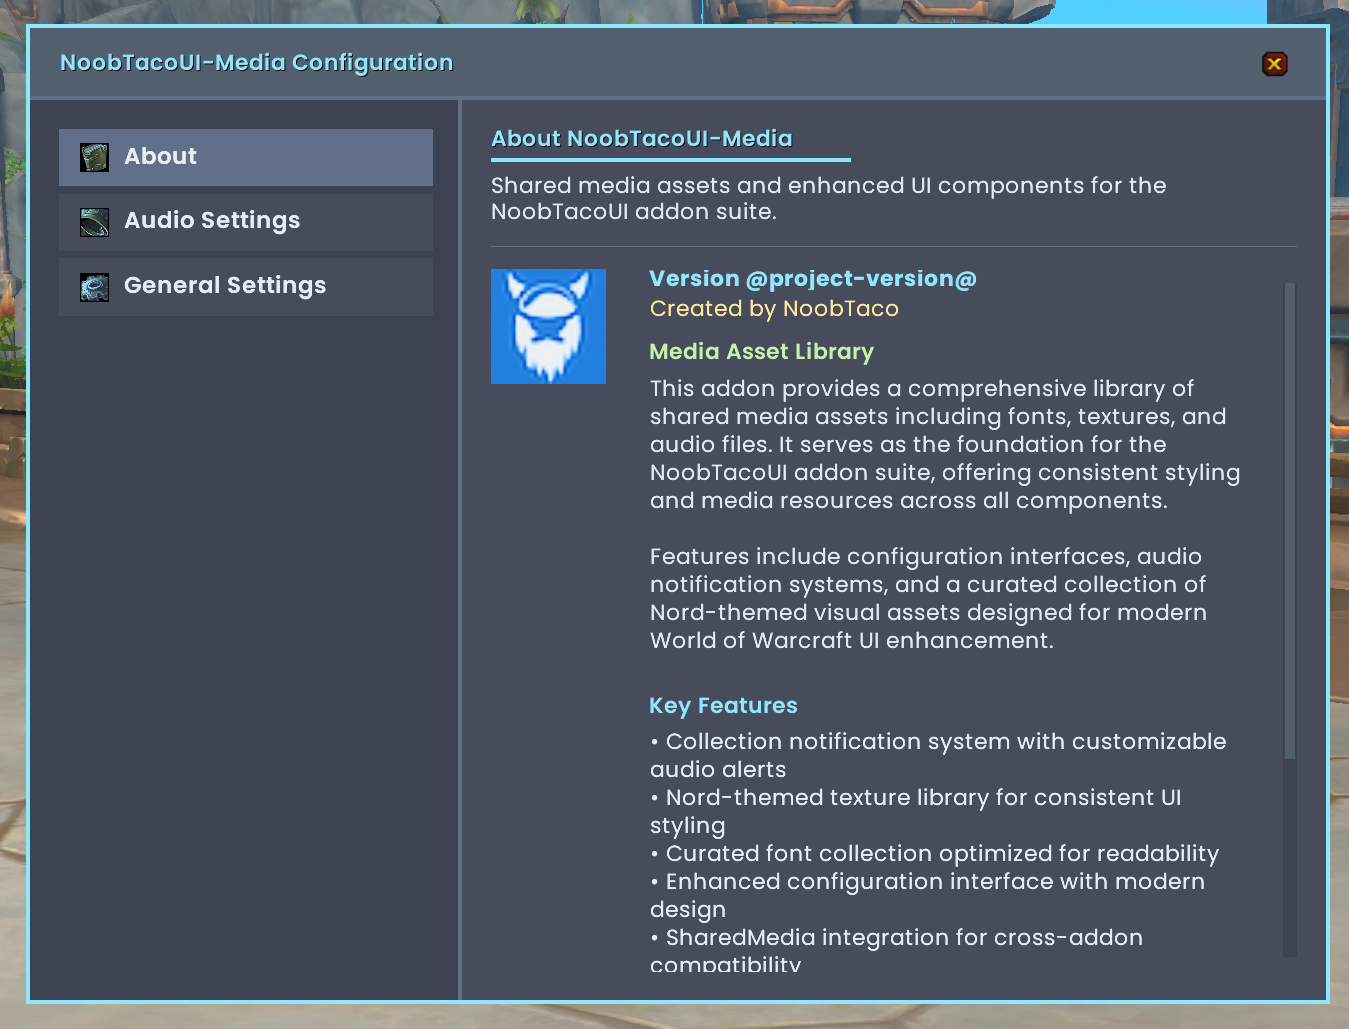 NoobTacoUI-Media Configuration
About
Audio Settings
General Settings
About NoobTacoUI-Media
Shared media assets and enhanced UI components for the
NoobTacoUI addon suite.
Version @project-version@
Created by NoobTaco
Media Asset Library
This addon provides a comprehensive library of
shared media assets including fonts, textures, and
audio files. It serves as the foundation for the
NoobTacoUI addon suite, offering consistent styling
and media resources across all components.
Features include configuration interfaces, audio
notification systems, and a curated collection of
Nord-themed visual assets designed for modern
World of Warcraft UI enhancement.
Key Features
• Collection notification system with customizable
audio alerts
• Nord-themed texture library for consistent UI
styling
• Curated font collection optimized for readability
• Enhanced configuration interface with modern
design
• SharedMedia integration for cross-addon
compatibility